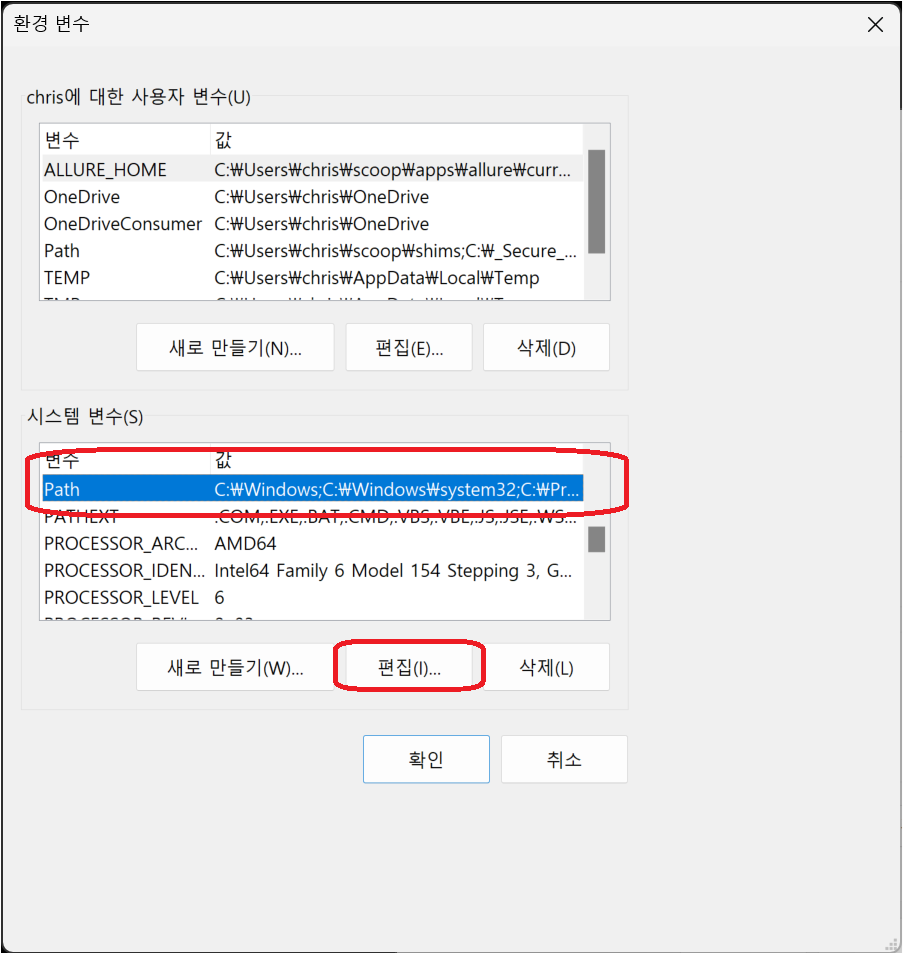 환경 변수
chris에 대한 사용자 변수(U)
변수 값
ALLURE_HOME C:₩Users₩chris₩scoop₩apps₩allure₩curr...
OneDrive C:₩Users₩chris₩OneDrive
OneDriveConsumer C:₩Users₩chris₩OneDrive
Path C:₩Users₩chris₩scoop₩shims;C:₩_Secure_...
TEMP C:₩Users₩chris₩AppData₩Local₩Temp
새로 만들기(N)... 편집(E)... 삭제(D)
시스템 변수(S)
변수 값
Path C:₩Windows;C:₩Windows₩system32;C:₩Pr...
PATHEXT .COM;.EXE;.BAT;.CMD;.VBS;.VBE;.JS;.JSE;.WS...
PROCESSOR_ARC... AMD64
PROCESSOR_IDEN... Intel64 Family 6 Model 154 Stepping 3, G...
PROCESSOR_LEVEL 6
새로 만들기(W)... 편집(I)... 삭제(L)
확인 취소